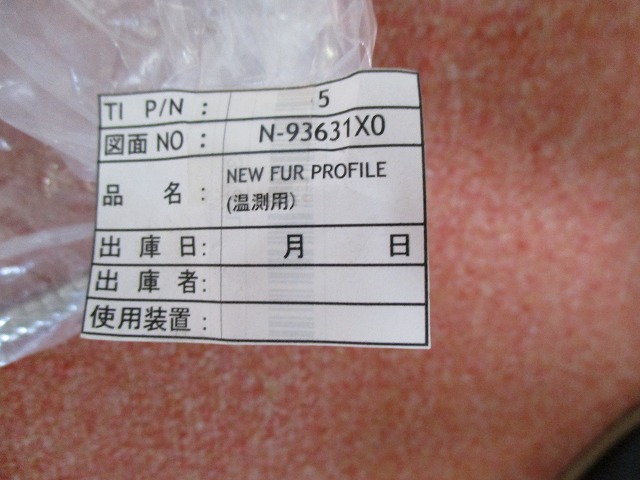 TI P/N : 5
図面 NO : N-93631X0
品 名 : NEW FUR PROFILE
(温測用)
出 庫 日: 月 日
出 庫 者:
使用装置 :